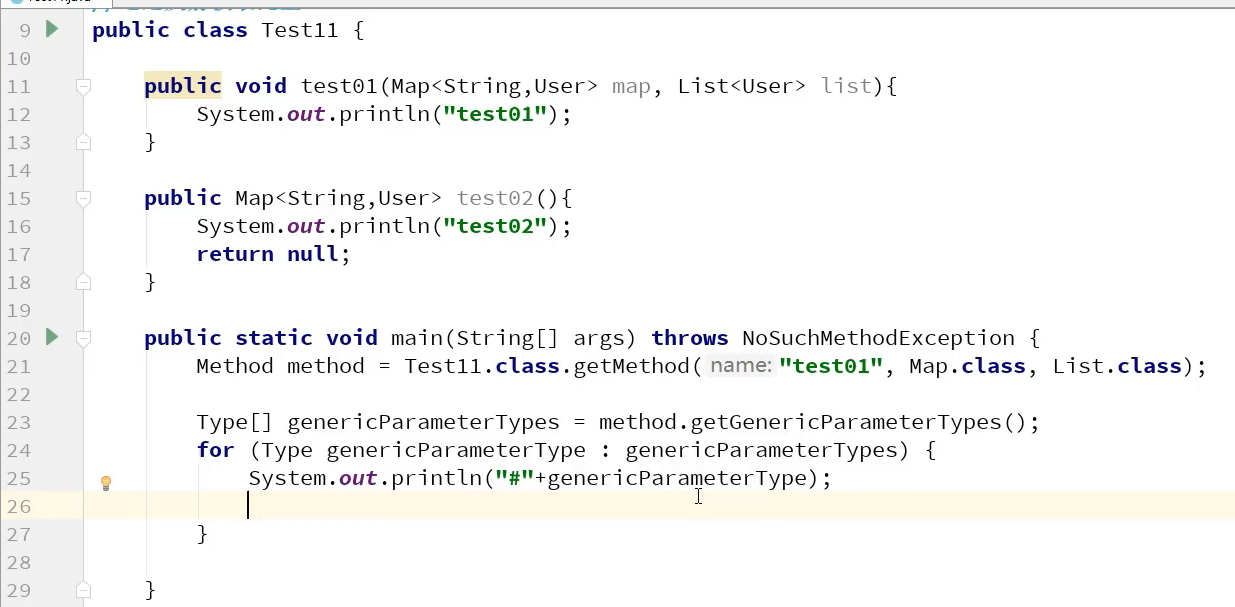 9 public class Test11 {
10
11 public void test01(Map<String,User> map, List<User> list){
12 System.out.println("test01");
13 }
14
15 public Map<String,User> test02(){
16 System.out.println("test02");
17 return null;
18 }
19
20 public static void main(String[] args) throws NoSuchMethodException {
21 Method method = Test11.class.getMethod( name: "test01", Map.class, List.class);
22
23 Type[] genericParameterTypes = method.getGenericParameterTypes();
24 for (Type genericParameterType : genericParameterTypes) {
25 System.out.println("#"+genericParameterType);
26
27 }
28
29 }